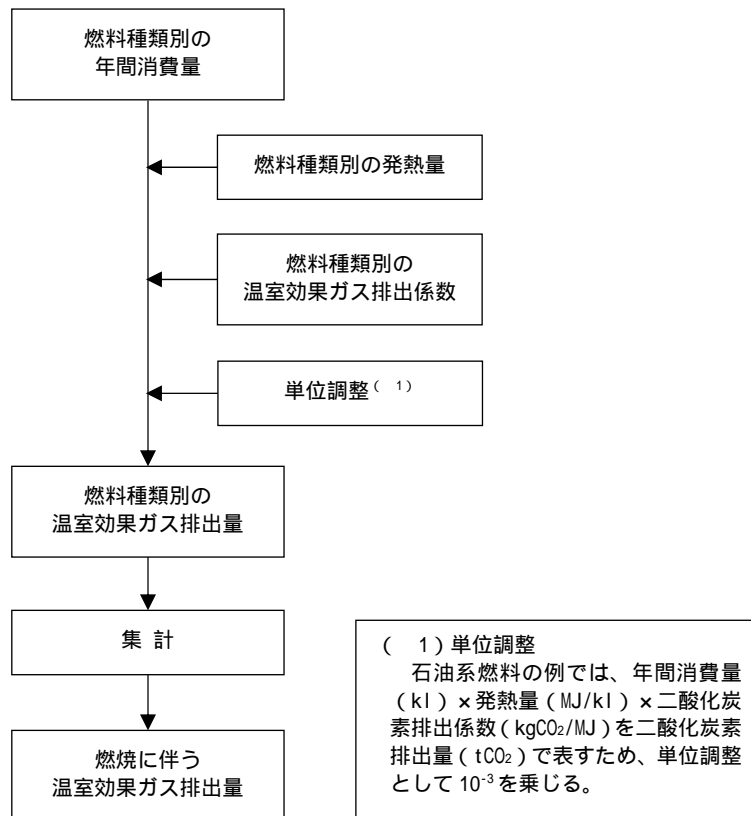 燃料種類別の
年間消費量
燃料種類別の発熱量
燃料種類別の
温室効果ガス排出係数
単位調整( 1)
燃料種類別の
温室効果ガス排出量
集 計
燃焼に伴う
温室効果ガス排出量
( 1)単位調整
石油系燃料の例では、年間消費量
(kl)×発熱量(MJ/kl)×二酸化炭
素排出係数(kgCO₂/MJ)を二酸化炭素
排出量(tCO₂)で表すため、単位調整
として 10⁻³ を乗じる。